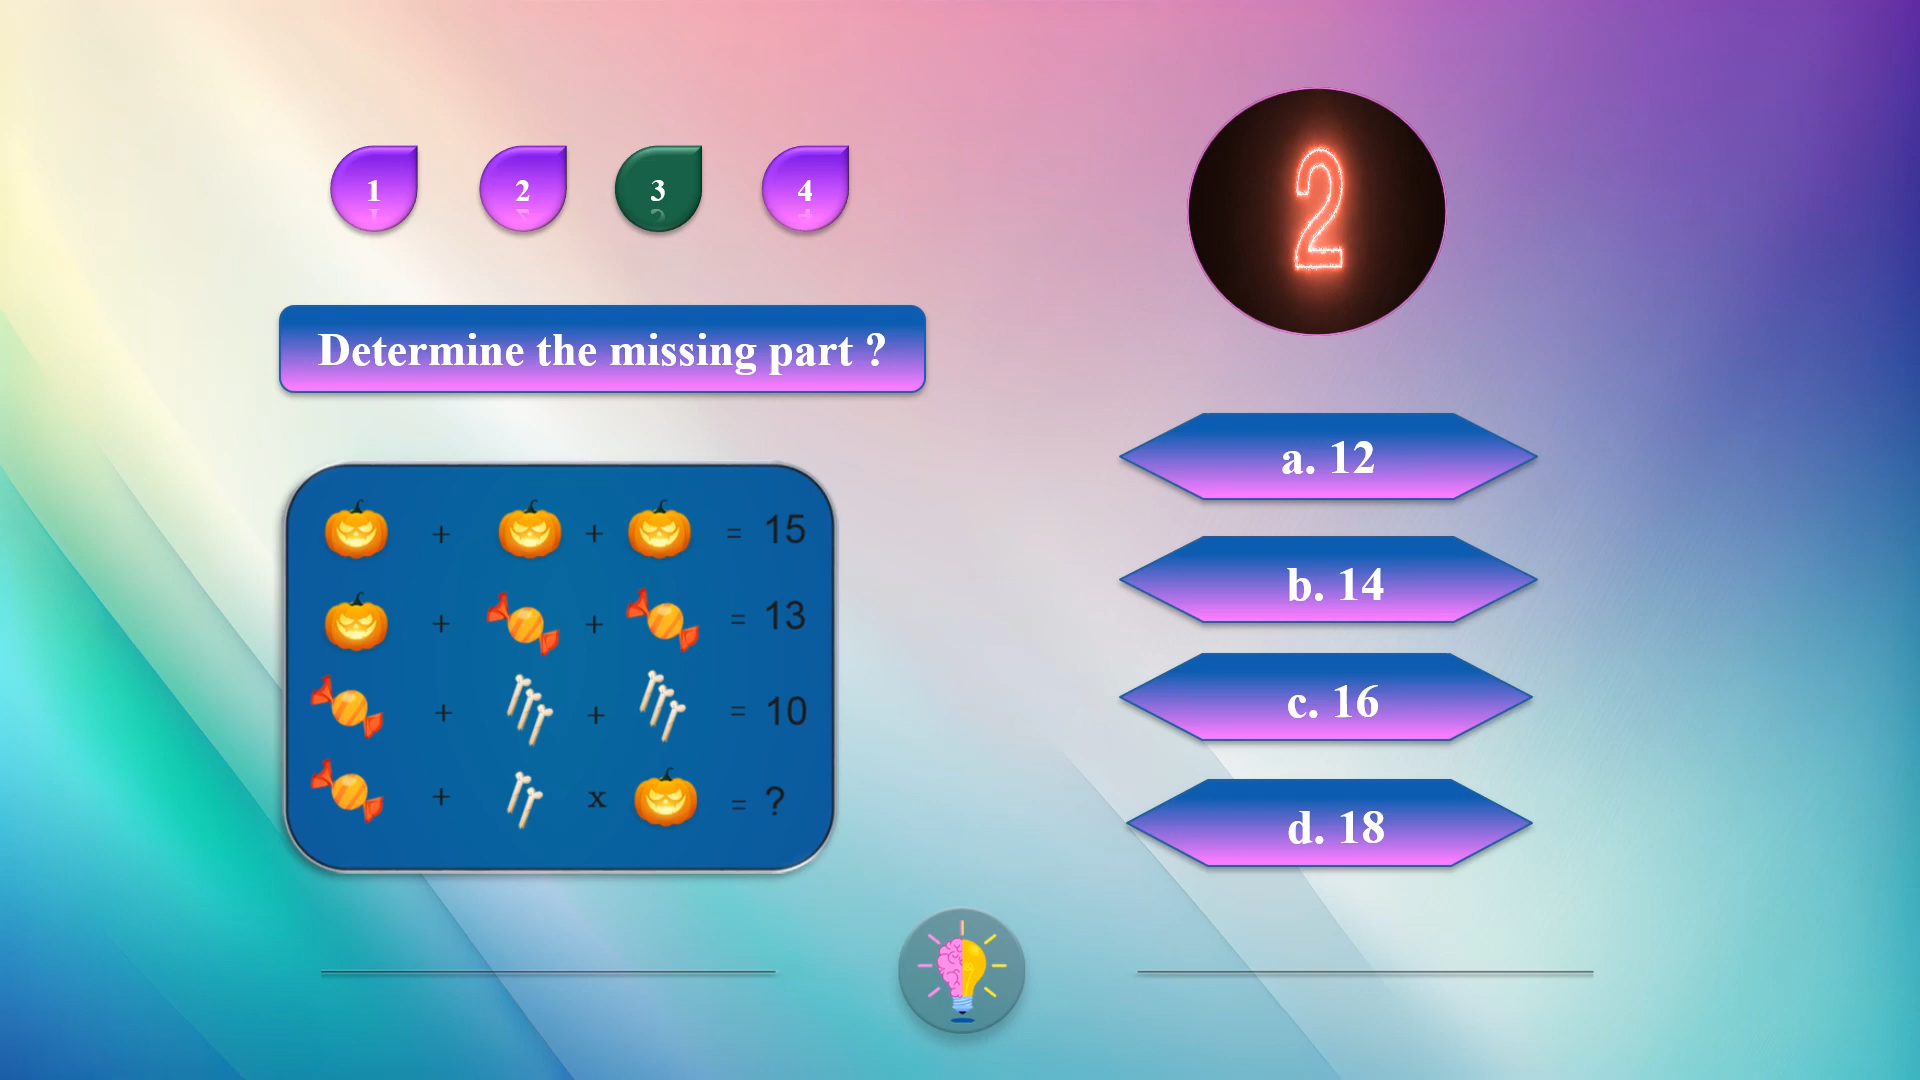 1 2 3 4
2
Determine the missing part ?
+ + = 15
+ + = 13
+ + = 10
+ x = ?
a. 12
b. 14
c. 16
d. 18